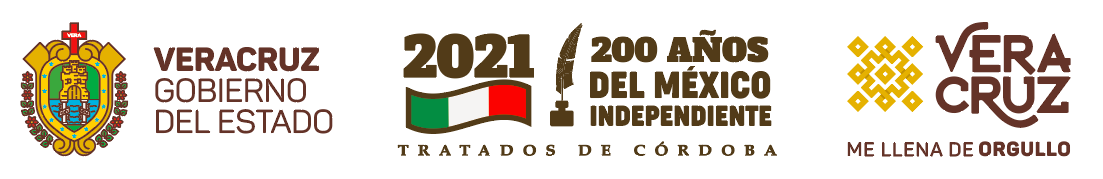 VERA
VERACRUZ
GOBIERNO
DEL ESTADO
2021
200 AÑOS
DEL MÉXICO
INDEPENDIENTE
TRATADOS DE CÓRDOBA
VERA
CRUZ
ME LLENA DE ORGULLO